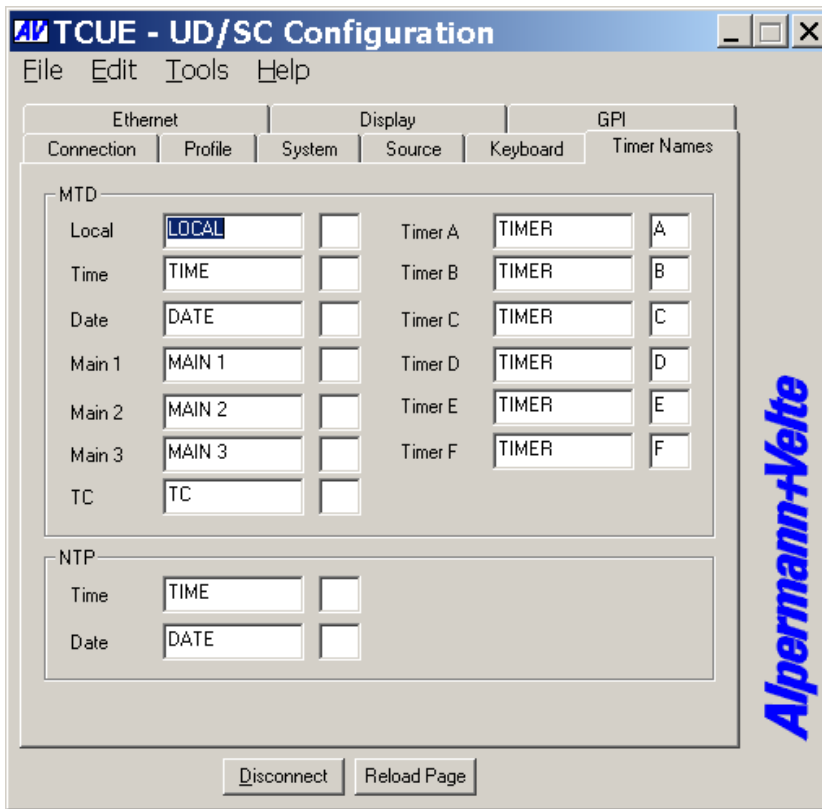 AV TCUE - UD/SC Configuration
File Edit Tools Help
Ethernet Display GPI
Connection Profile System Source Keyboard Timer Names
MTD
Local LOCAL Timer A TIMER A
Time TIME Timer B TIMER B
Date DATE Timer C TIMER C
Main 1 MAIN 1 Timer D TIMER D
Main 2 MAIN 2 Timer E TIMER E
Main 3 MAIN 3 Timer F TIMER F
TC TC
NTP
Time TIME
Date DATE
Alpermann+Velte
Disconnect Reload Page